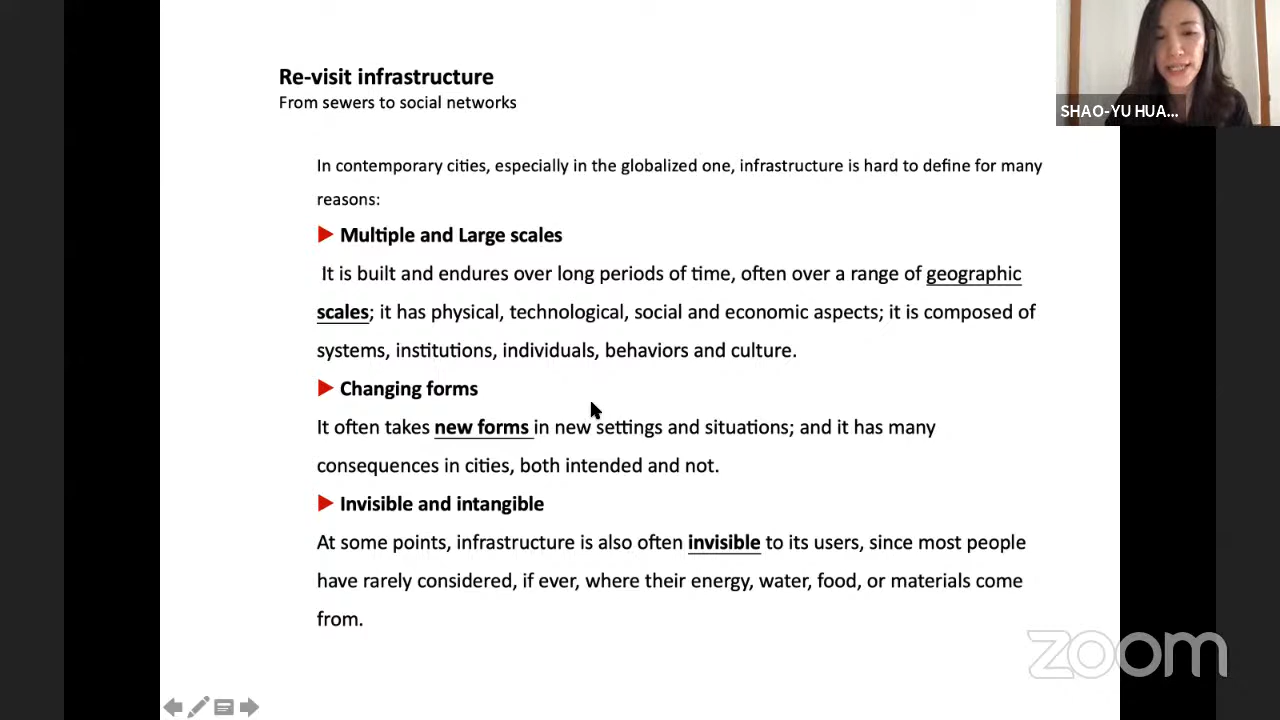 Re-visit infrastructure
From sewers to social networks
SHAO-YU HUA...
In contemporary cities, especially in the globalized one, infrastructure is hard to define for many
reasons:
Multiple and Large scales
It is built and endures over long periods of time, often over a range of geographic
scales; it has physical, technological, social and economic aspects; it is composed of
systems, institutions, individuals, behaviors and culture.
Changing forms
It often takes new forms in new settings and situations; and it has many
consequences in cities, both intended and not.
Invisible and intangible
At some points, infrastructure is also often invisible to its users, since most people
have rarely considered, if ever, where their energy, water, food, or materials come
from.
zoom